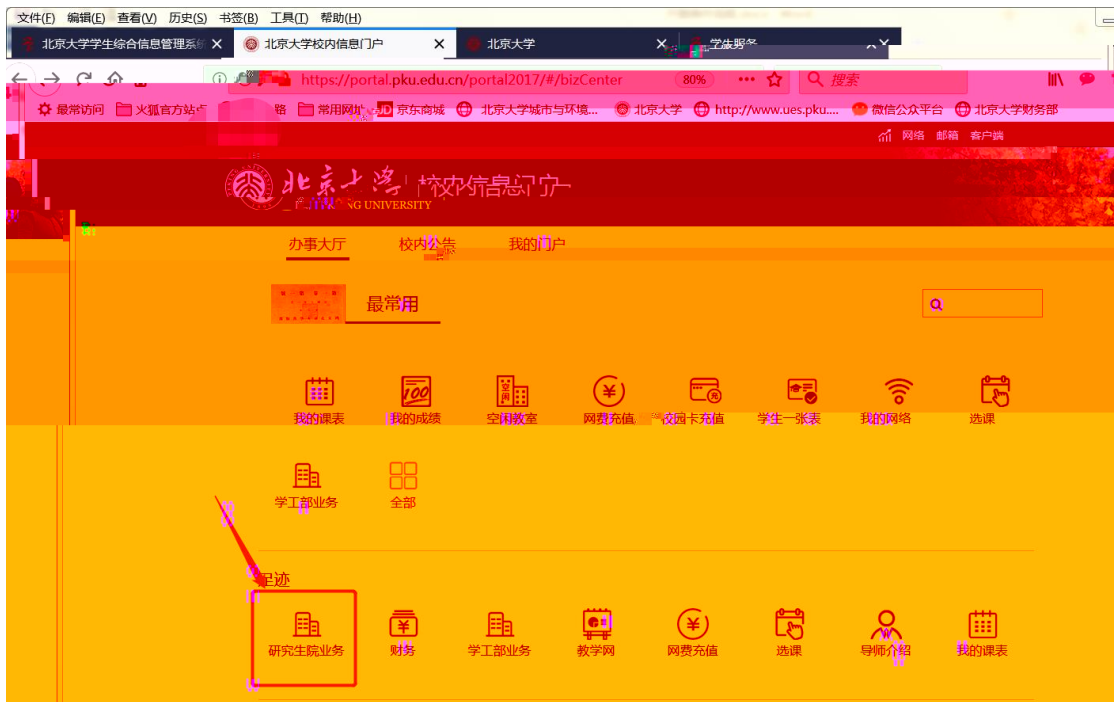 文件(F) 编辑(E) 查看(V) 历史(S) 书签(B) 工具(T) 帮助(H)
北京大学学生综合信息管理系统 北京大学校内信息门户 北京大学
https://portal.pku.edu.cn/portal2017/#/bizCenter 80% 搜索
最常访问 火狐官方站点 常用网址 JD 京东商城 北京大学城市与环境... 北京大学 http://www.ues.pku.... 微信公众平台 北京大学财务部
网络 邮箱 客户端
北京大学 校内信息门户
UNIVERSITY
办事大厅 校内公告 我的门户
最常用
我的课表 我的成绩 空闲教室 网费充值 校园卡充值 学生一张表 我的网络 选课
学工部业务 全部
足迹
研究生院业务 财务 学工部业务 教学网 网费充值 选课 导师介绍 我的课表